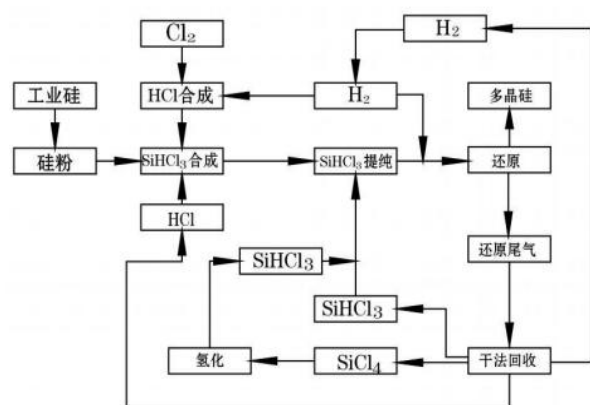 Cl₂
H₂
工业硅
HCl合成
H₂
多晶硅
硅粉
SiHCl₃合成
SiHCl₃提纯
还原
HCl
还原尾气
SiHCl₃
SiHCl₃
氢化
SiCl₄
干法回收